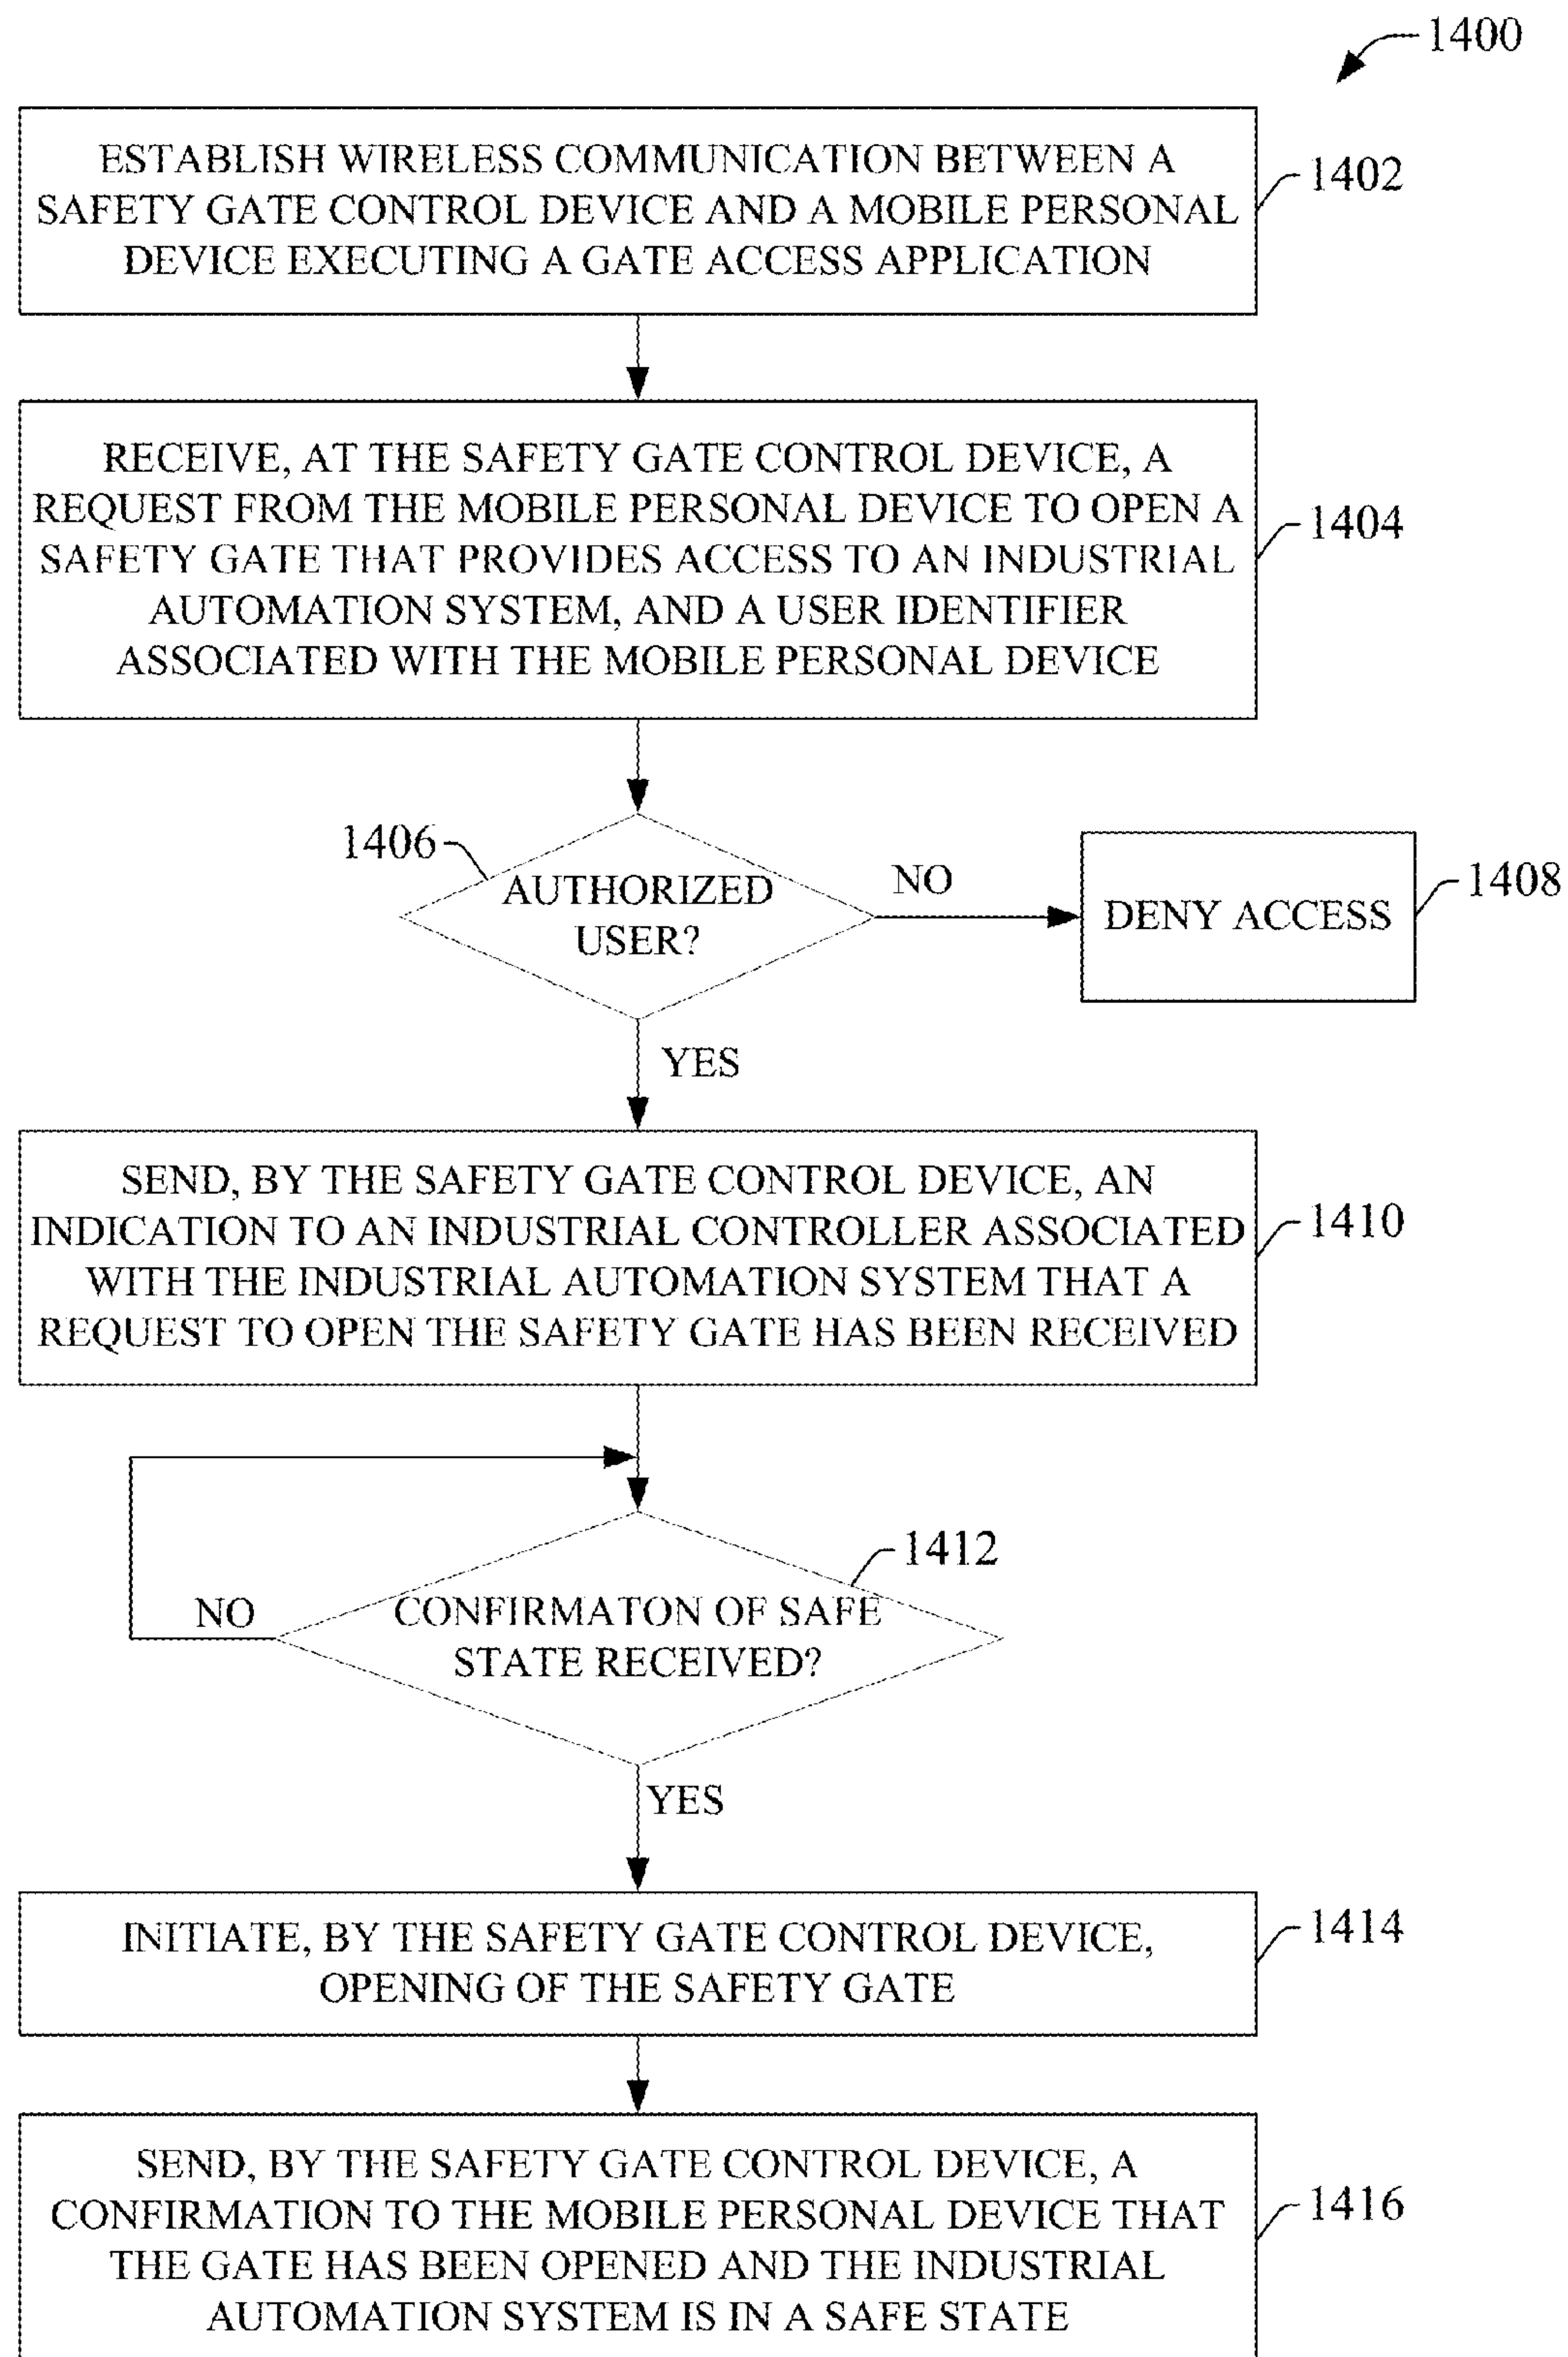 1400
ESTABLISH WIRELESS COMMUNICATION BETWEEN A
SAFETY GATE CONTROL DEVICE AND A MOBILE PERSONAL
DEVICE EXECUTING A GATE ACCESS APPLICATION
1402
RECEIVE, AT THE SAFETY GATE CONTROL DEVICE, A
REQUEST FROM THE MOBILE PERSONAL DEVICE TO OPEN A
SAFETY GATE THAT PROVIDES ACCESS TO AN INDUSTRIAL
AUTOMATION SYSTEM, AND A USER IDENTIFIER
ASSOCIATED WITH THE MOBILE PERSONAL DEVICE
1404
1406
AUTHORIZED
USER?
NO
DENY ACCESS
1408
YES
SEND, BY THE SAFETY GATE CONTROL DEVICE, AN
INDICATION TO AN INDUSTRIAL CONTROLLER ASSOCIATED
WITH THE INDUSTRIAL AUTOMATION SYSTEM THAT A
REQUEST TO OPEN THE SAFETY GATE HAS BEEN RECEIVED
1410
1412
NO
CONFIRMATON OF SAFE
STATE RECEIVED?
YES
INITIATE, BY THE SAFETY GATE CONTROL DEVICE,
OPENING OF THE SAFETY GATE
1414
SEND, BY THE SAFETY GATE CONTROL DEVICE, A
CONFIRMATION TO THE MOBILE PERSONAL DEVICE THAT
THE GATE HAS BEEN OPENED AND THE INDUSTRIAL
AUTOMATION SYSTEM IS IN A SAFE STATE
1416